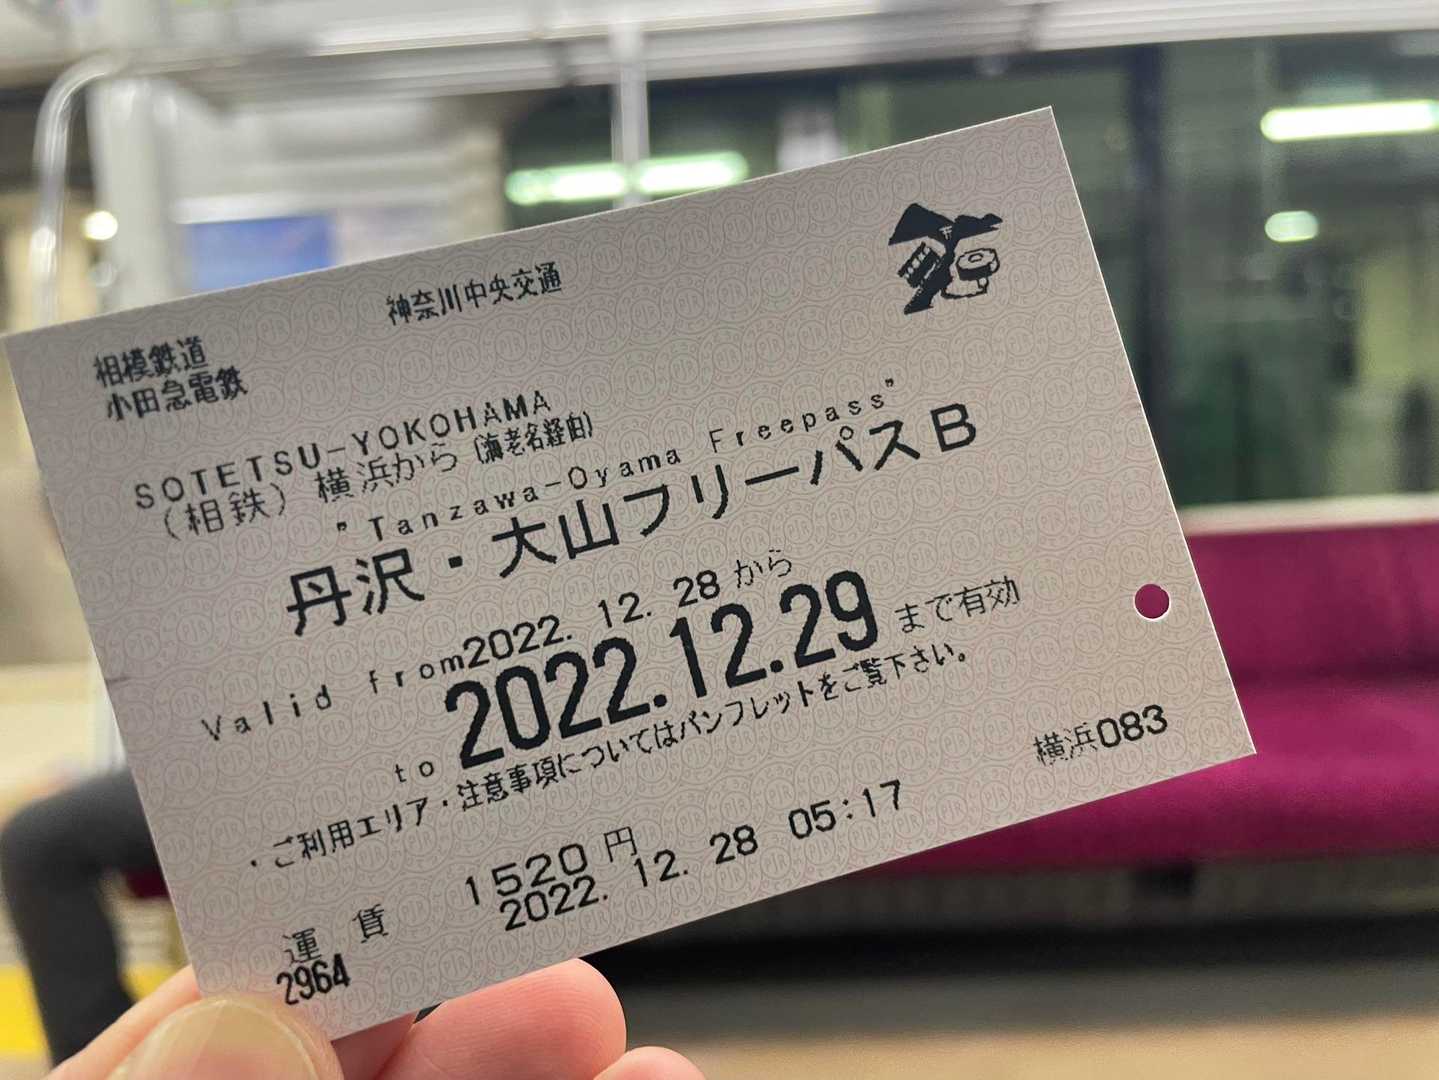 神奈川中央交通
相模鉄道
小田急電鉄
SOTETSU-YOKOHAMA
(相鉄) 横浜から (海老名経由)
"Tanzawa-Oyama Freepass"
丹沢・大山フリーパスB
Valid from 2022. 12. 28 から
to 2022.12.29 まで有効
・ご利用エリア・注意事項についてはパンフレットをご覧下さい。
横浜083
運賃 1520円
2022. 12. 28 05:17
2964